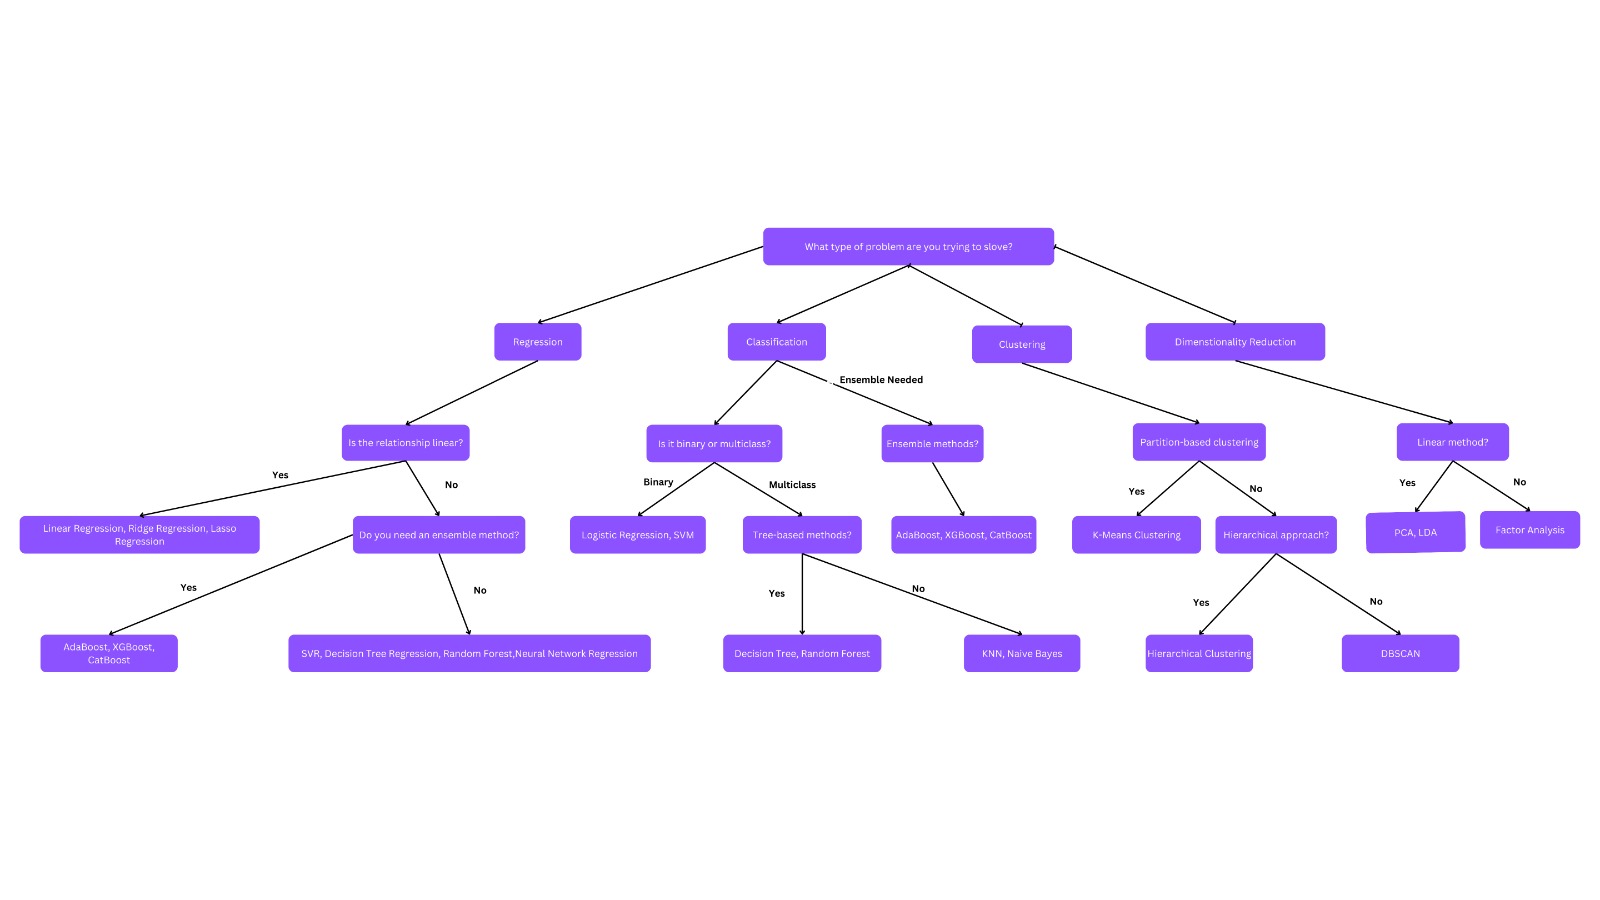 What type of problem are you trying to slove?
Regression
Classification
Clustering
Dimenstionality Reduction
Ensemble Needed
Is the relationship linear?
Is it binary or multiclass?
Ensemble methods?
Partition-based clustering
Linear method?
Yes
No
Binary
Multiclass
Yes
No
Yes
No
Linear Regression, Ridge Regression, Lasso
Regression
Do you need an ensemble method?
Logistic Regression, SVM
Tree-based methods?
AdaBoost, XGBoost, CatBoost
K-Means Clustering
Hierarchical approach?
PCA, LDA
Factor Analysis
Yes
No
Yes
No
Yes
No
AdaBoost, XGBoost,
CatBoost
SVR, Decision Tree Regression, Random Forest,Neural Network Regression
Decision Tree, Random Forest
KNN, Naive Bayes
Hierarchical Clustering
DBSCAN